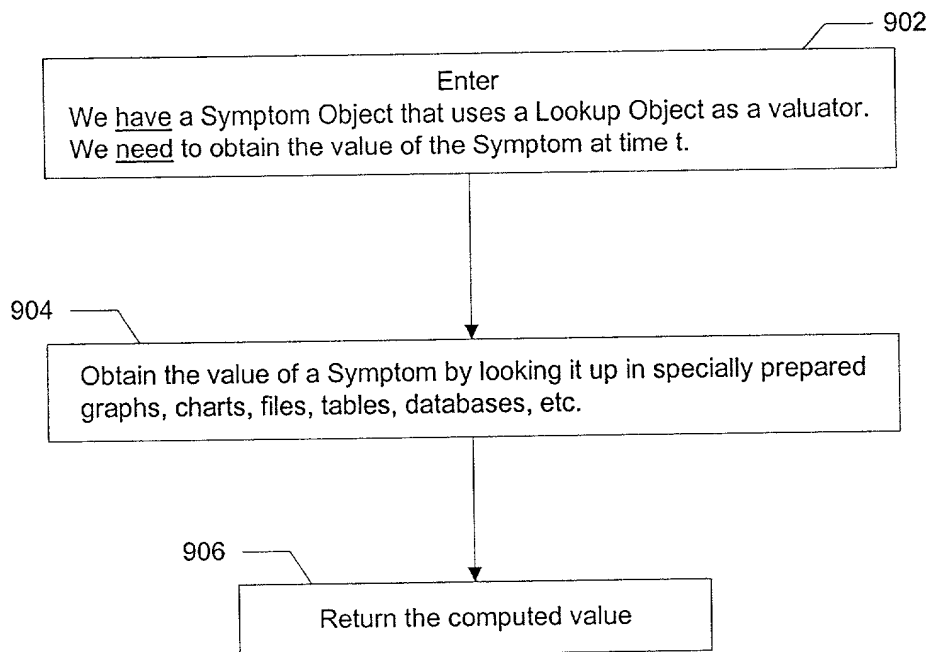 902
Enter
We have a Symptom Object that uses a Lookup Object as a valuator.
We need to obtain the value of the Symptom at time t.
904
Obtain the value of a Symptom by looking it up in specially prepared
graphs, charts, files, tables, databases, etc.
906
Return the computed value